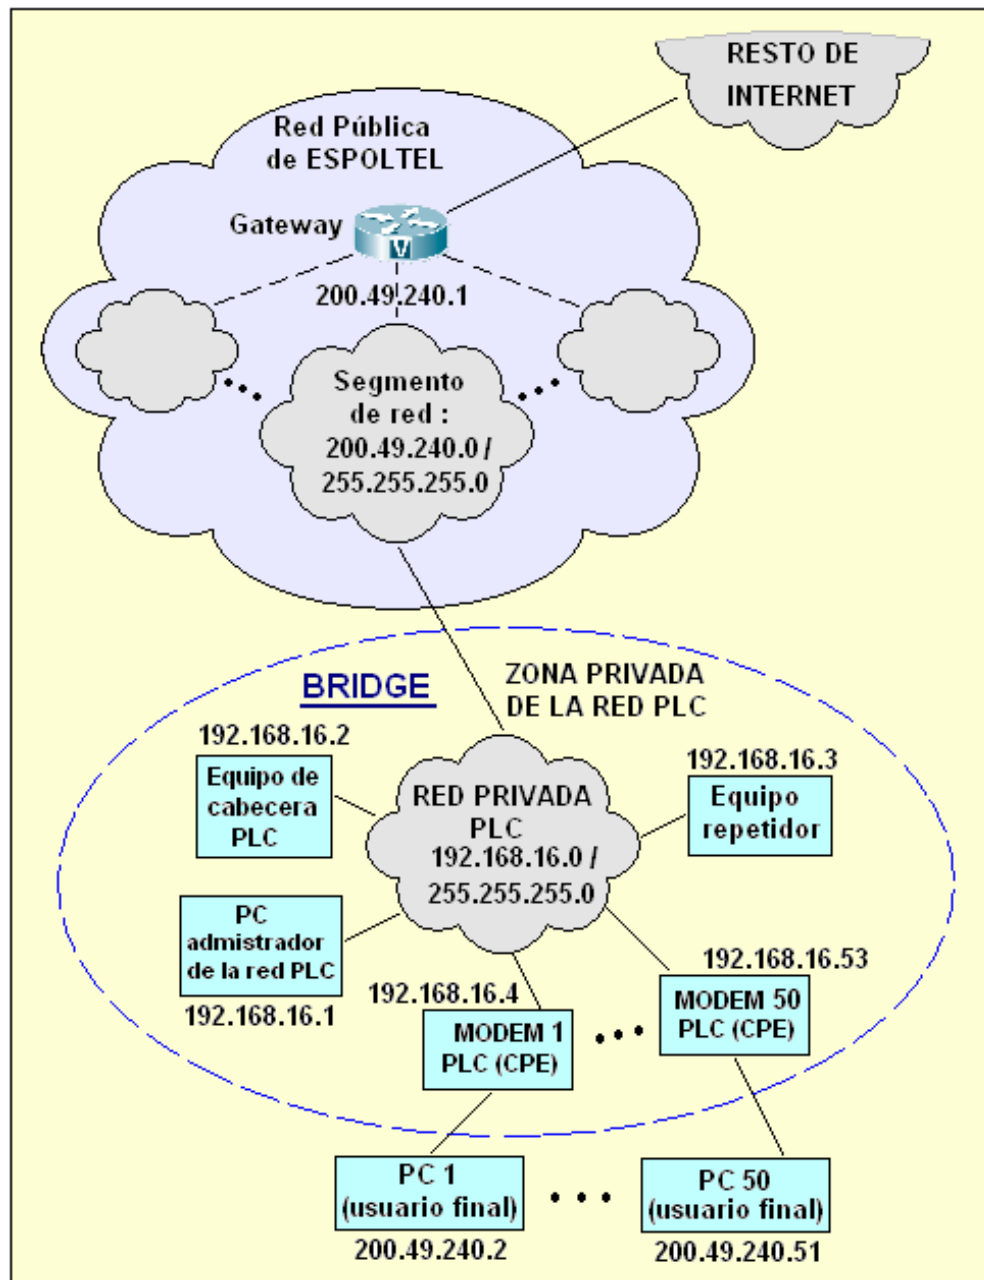 RESTO DE
INTERNET
Red Pública
de ESPOLTEL
Gateway
V
200.49.240.1
Segmento
de red :
200.49.240.0 /
255.255.255.0
BRIDGE
ZONA PRIVADA
DE LA RED PLC
192.168.16.2
Equipo de
cabecera
PLC
RED PRIVADA
PLC
192.168.16.0 /
255.255.255.0
192.168.16.3
Equipo
repetidor
PC
admistrador
de la red PLC
192.168.16.1
192.168.16.4
MODEM 1
PLC (CPE)
192.168.16.53
MODEM 50
PLC (CPE)
PC 1
(usuario final)
200.49.240.2
PC 50
(usuario final)
200.49.240.51